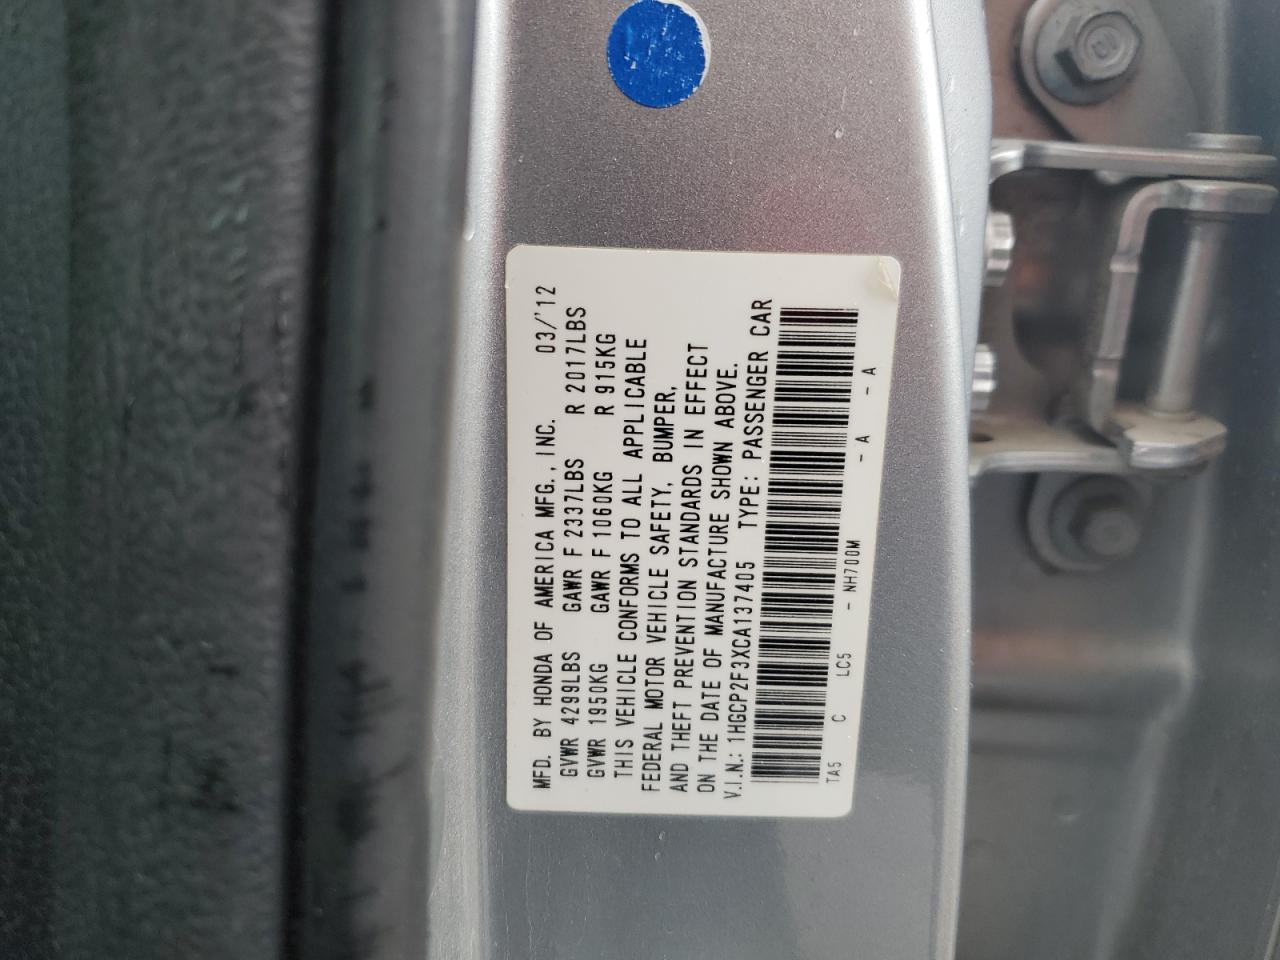 MFD. BY HONDA OF AMERICA MFG., INC. 03/'12
GVWR 4299LBS GAWR F 2337LBS R 2017LBS
GVWR 1950KG GAWR F 1060KG R 915KG
THIS VEHICLE CONFORMS TO ALL APPLICABLE
FEDERAL MOTOR VEHICLE SAFETY, BUMPER,
AND THEFT PREVENTION STANDARDS IN EFFECT
ON THE DATE OF MANUFACTURE SHOWN ABOVE.
V.I.N.: 1HGCP2F3XCA137405 TYPE: PASSENGER CAR
TA5 C LC5 - NH700M - A - A